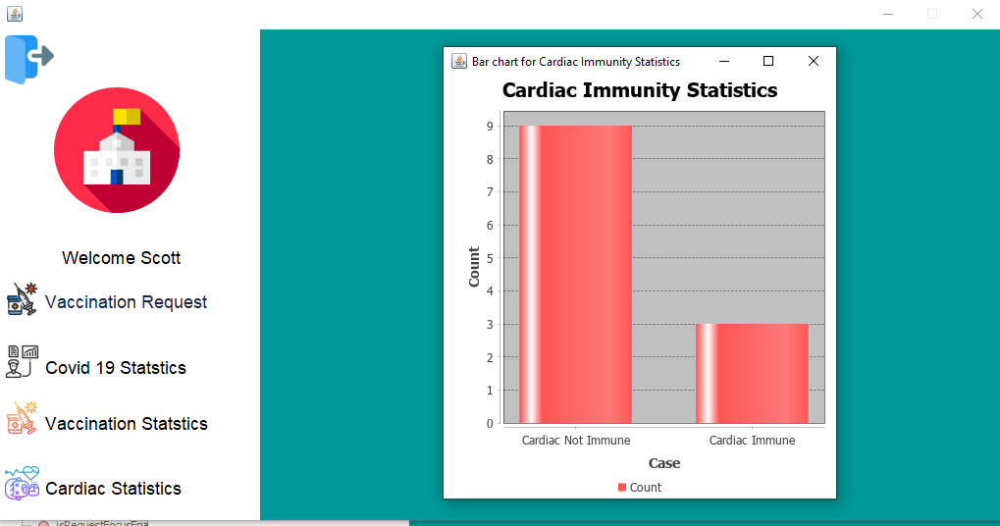 Welcome Scott
Vaccination Request
Covid 19 Statstics
Vaccination Statstics
Cardiac Statistics
Bar chart for Cardiac Immunity Statistics
Cardiac Immunity Statistics
Count
9
8
7
6
5
4
3
2
1
0
Cardiac Not Immune
Cardiac Immune
Case
Count